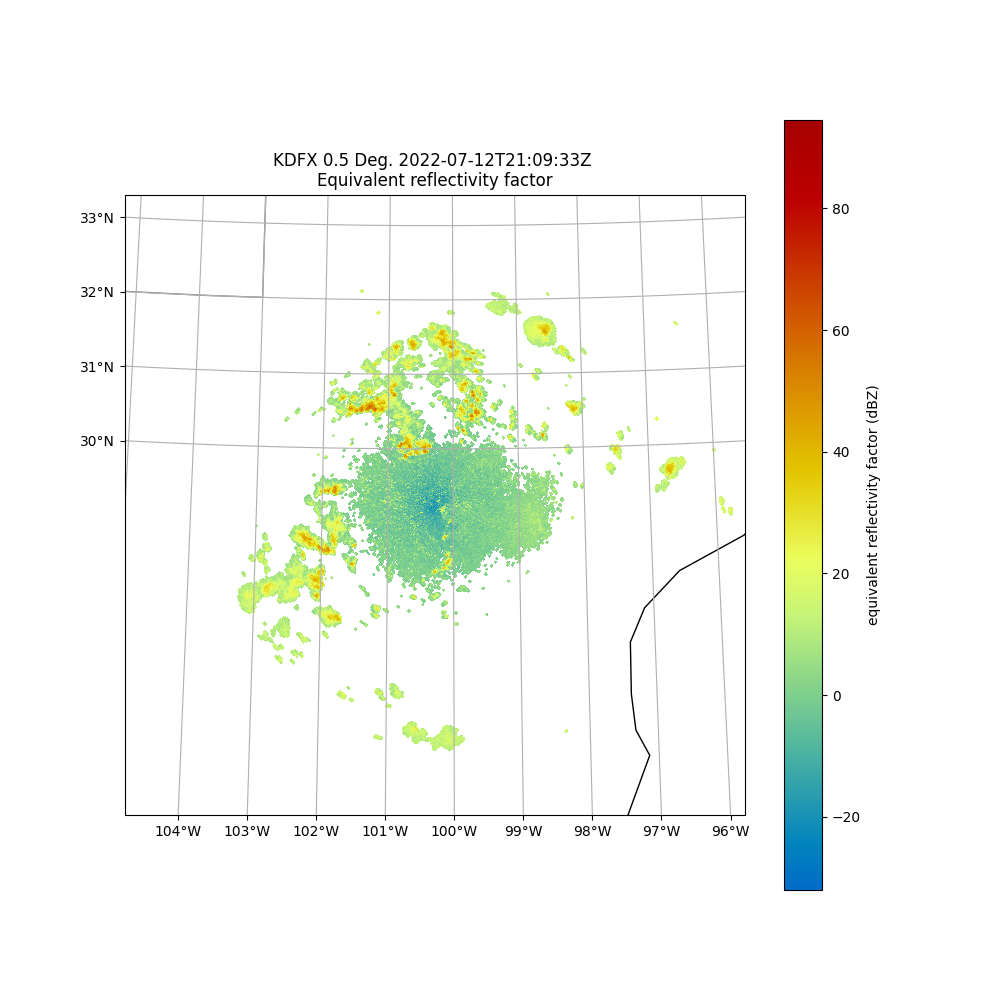 KDFX 0.5 Deg. 2022-07-12T21:09:33Z
Equivalent reflectivity factor
33°N
32°N
31°N
30°N
104°W 103°W 102°W 101°W 100°W 99°W 98°W 97°W 96°W
80
60
40
20
0
−20
equivalent reflectivity factor (dBZ)